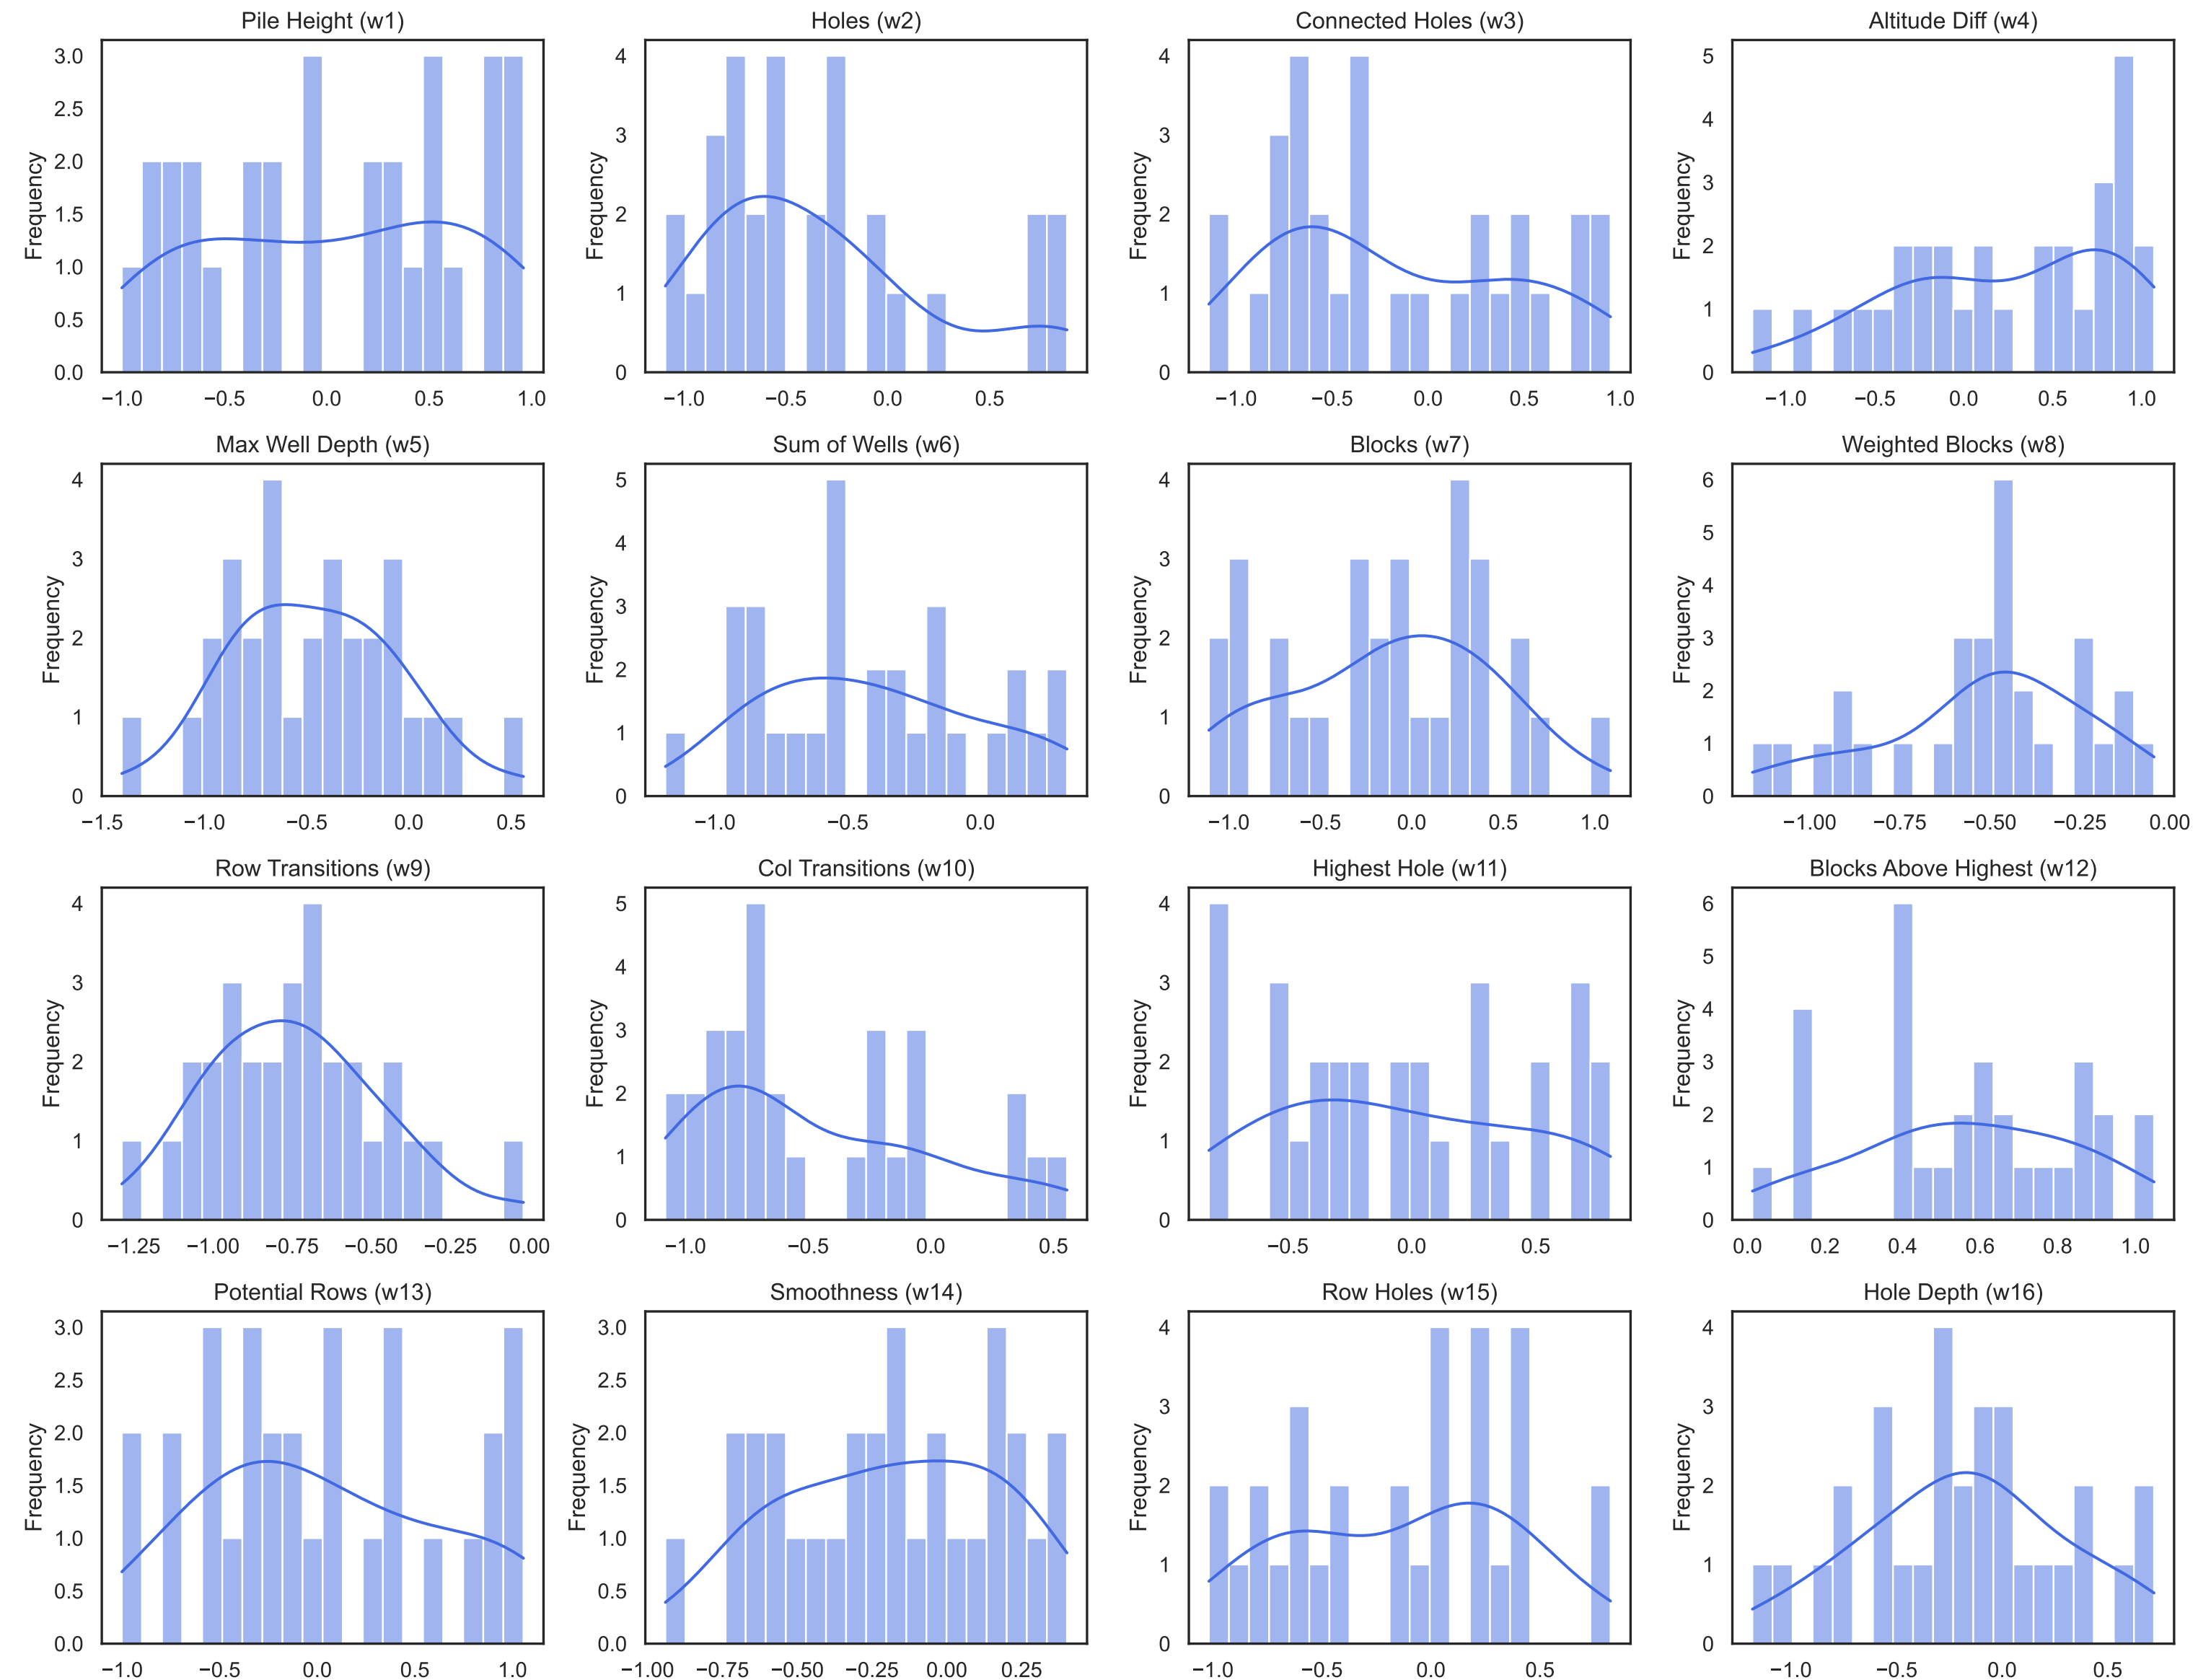 Pile Height (w1)
Frequency
3.0
2.5
2.0
1.5
1.0
0.5
0.0
−1.0 −0.5 0.0 0.5 1.0
Holes (w2)
Frequency
4
3
2
1
0
−1.0 −0.5 0.0 0.5
Connected Holes (w3)
Frequency
4
3
2
1
0
−1.0 −0.5 0.0 0.5 1.0
Altitude Diff (w4)
Frequency
5
4
3
2
1
0
−1.0 −0.5 0.0 0.5 1.0
Max Well Depth (w5)
Frequency
4
3
2
1
0
−1.5 −1.0 −0.5 0.0 0.5
Sum of Wells (w6)
Frequency
5
4
3
2
1
0
−1.0 −0.5 0.0
Blocks (w7)
Frequency
4
3
2
1
0
−1.0 −0.5 0.0 0.5 1.0
Weighted Blocks (w8)
Frequency
6
5
4
3
2
1
0
−1.00 −0.75 −0.50 −0.25 0.00
Row Transitions (w9)
Frequency
4
3
2
1
0
−1.25 −1.00 −0.75 −0.50 −0.25 0.00
Col Transitions (w10)
Frequency
5
4
3
2
1
0
−1.0 −0.5 0.0 0.5
Highest Hole (w11)
Frequency
4
3
2
1
0
−0.5 0.0 0.5
Blocks Above Highest (w12)
Frequency
6
5
4
3
2
1
0
0.0 0.2 0.4 0.6 0.8 1.0
Potential Rows (w13)
Frequency
3.0
2.5
2.0
1.5
1.0
0.5
0.0
−1.0 −0.5 0.0 0.5 1.0
Smoothness (w14)
Frequency
3.0
2.5
2.0
1.5
1.0
0.5
0.0
−1.00 −0.75 −0.50 −0.25 0.00 0.25
Row Holes (w15)
Frequency
4
3
2
1
0
−1.0 −0.5 0.0 0.5
Hole Depth (w16)
Frequency
4
3
2
1
0
−1.0 −0.5 0.0 0.5